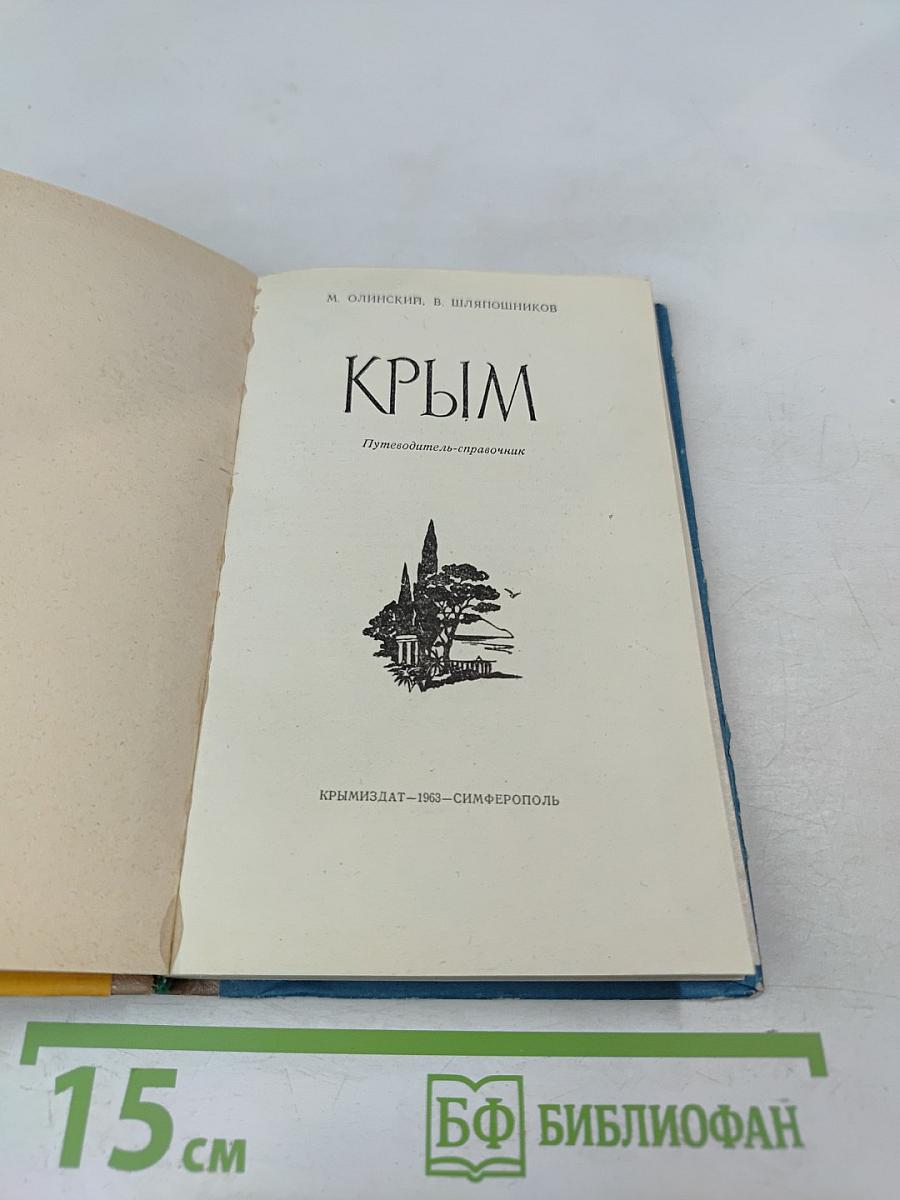 М. ОЛИНСКИЙ, В. ШЛЯПОШНИКОВ
КРЫМ
Путеводитель-справочник
КРЫМИЗДАТ—1963—СИМФЕРОПОЛЬ
15 см
БФ БИБЛИОФАН